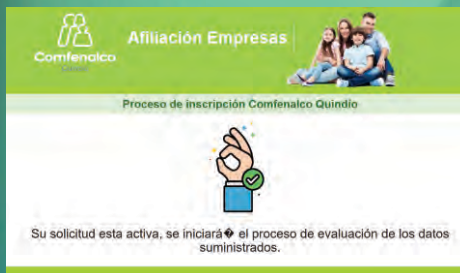 Comfenalco
Afiliación Empresas
Proceso de inscripción Comfenalco Quindío
Su solicitud esta activa, se iniciará� el proceso de evaluación de los datos
suministrados.